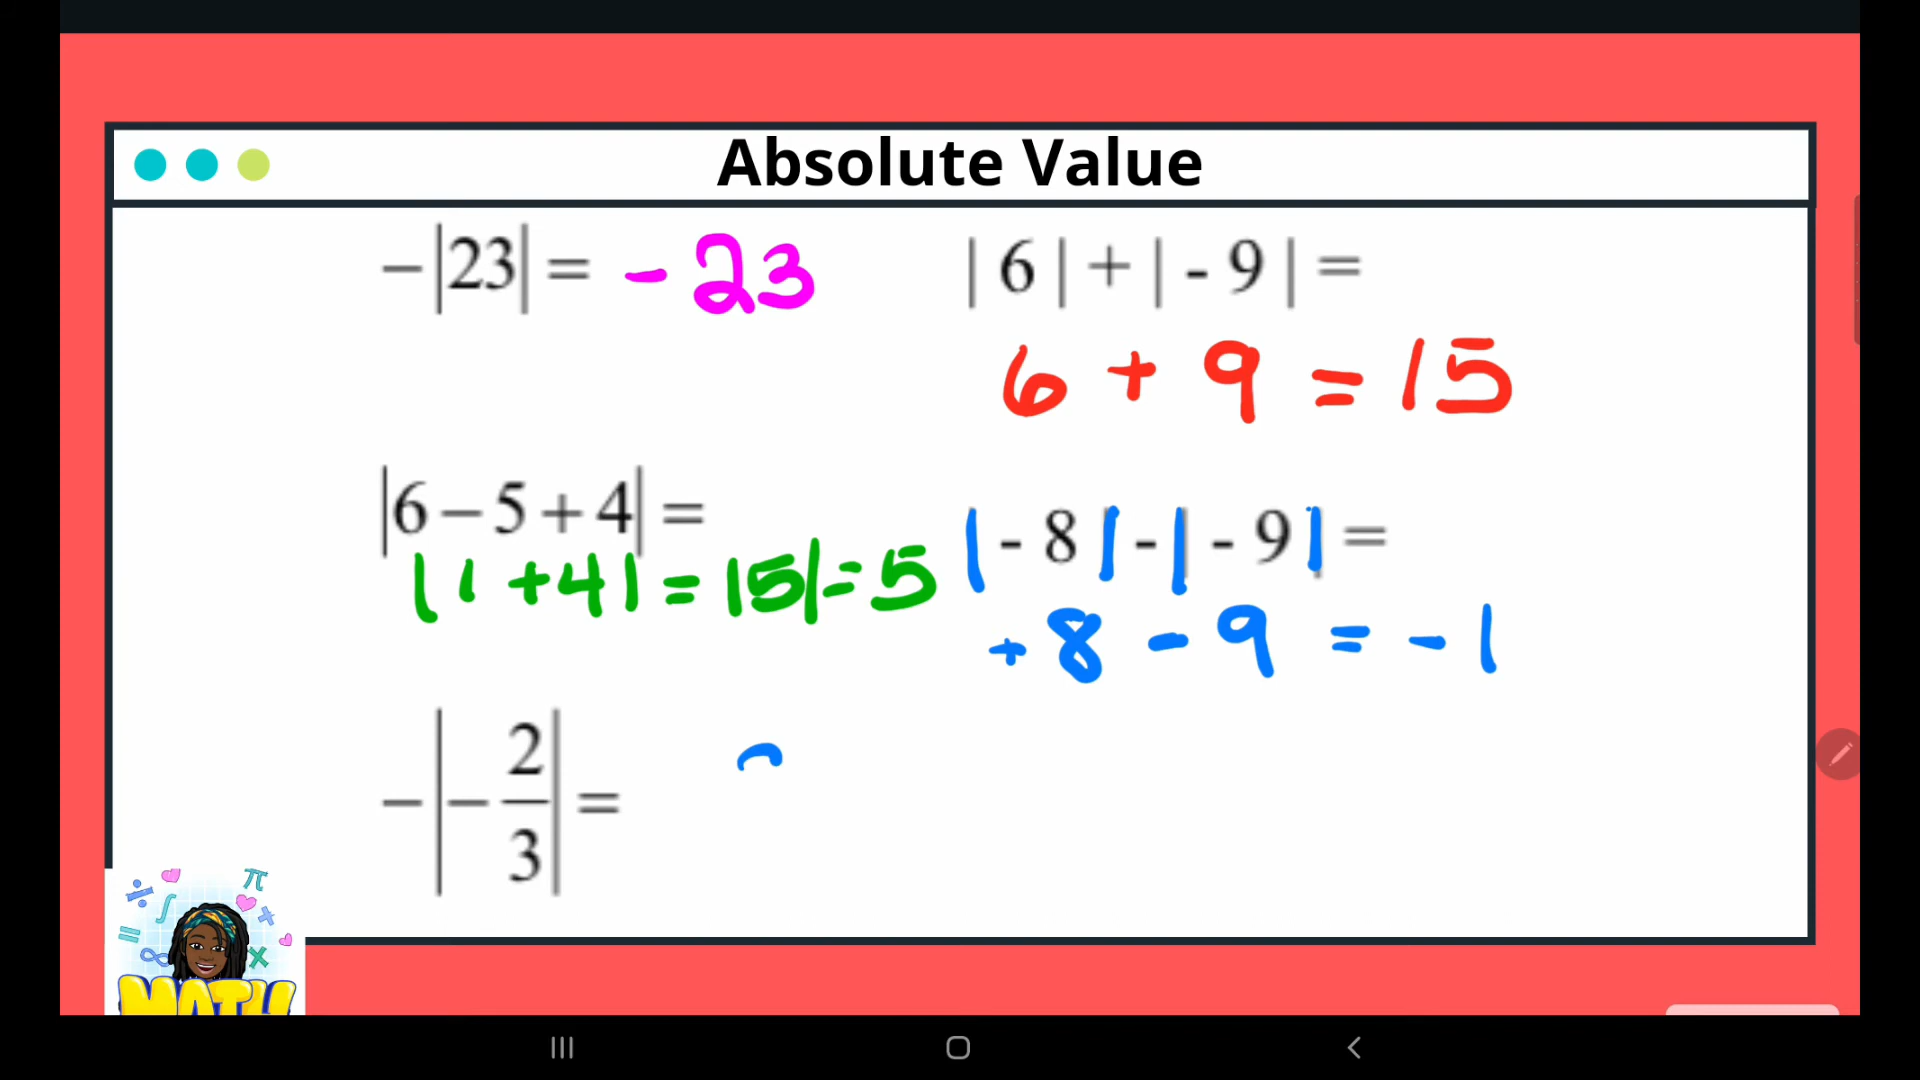 Absolute Value
−|23| = - 23
| 6 | + | - 9 | =
6 + 9 = 15
|6 − 5 + 4| =
|1 + 4| = |5| = 5
| - 8 | - | - 9 | =
+ 8 - 9 = - 1
−|− 2/3| =
MATH